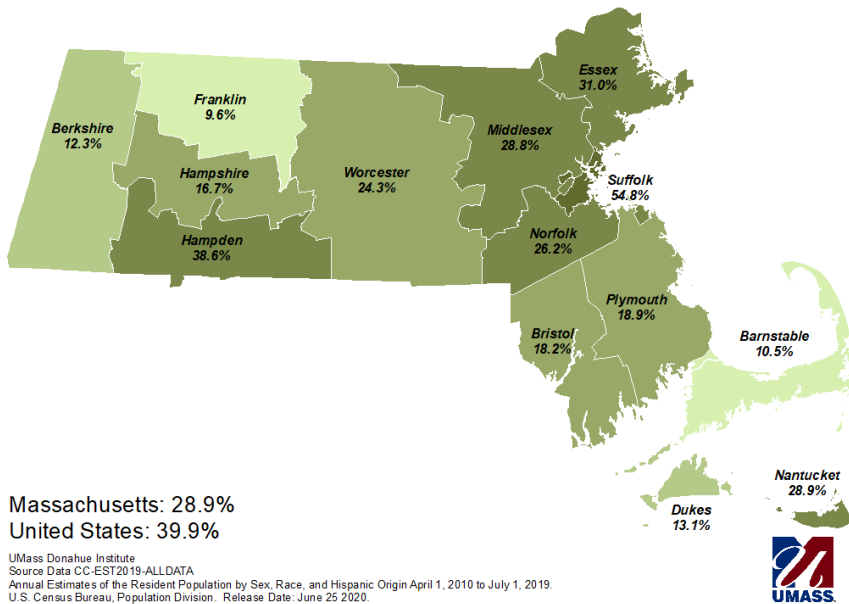 Essex
31.0%
Franklin
9.6%
Berkshire
12.3%
Middlesex
28.8%
Hampshire
16.7%
Worcester
24.3%
Suffolk
54.8%
Hampden
38.6%
Norfolk
26.2%
Plymouth
18.9%
Bristol
18.2%
Barnstable
10.5%
Nantucket
28.9%
Dukes
13.1%
Massachusetts: 28.9%
United States: 39.9%
UMass Donahue Institute
Source Data CC-EST2019-ALLDATA
Annual Estimates of the Resident Population by Sex, Race, and Hispanic Origin April 1, 2010 to July 1, 2019.
U.S. Census Bureau, Population Division. Release Date: June 25 2020.
UMASS